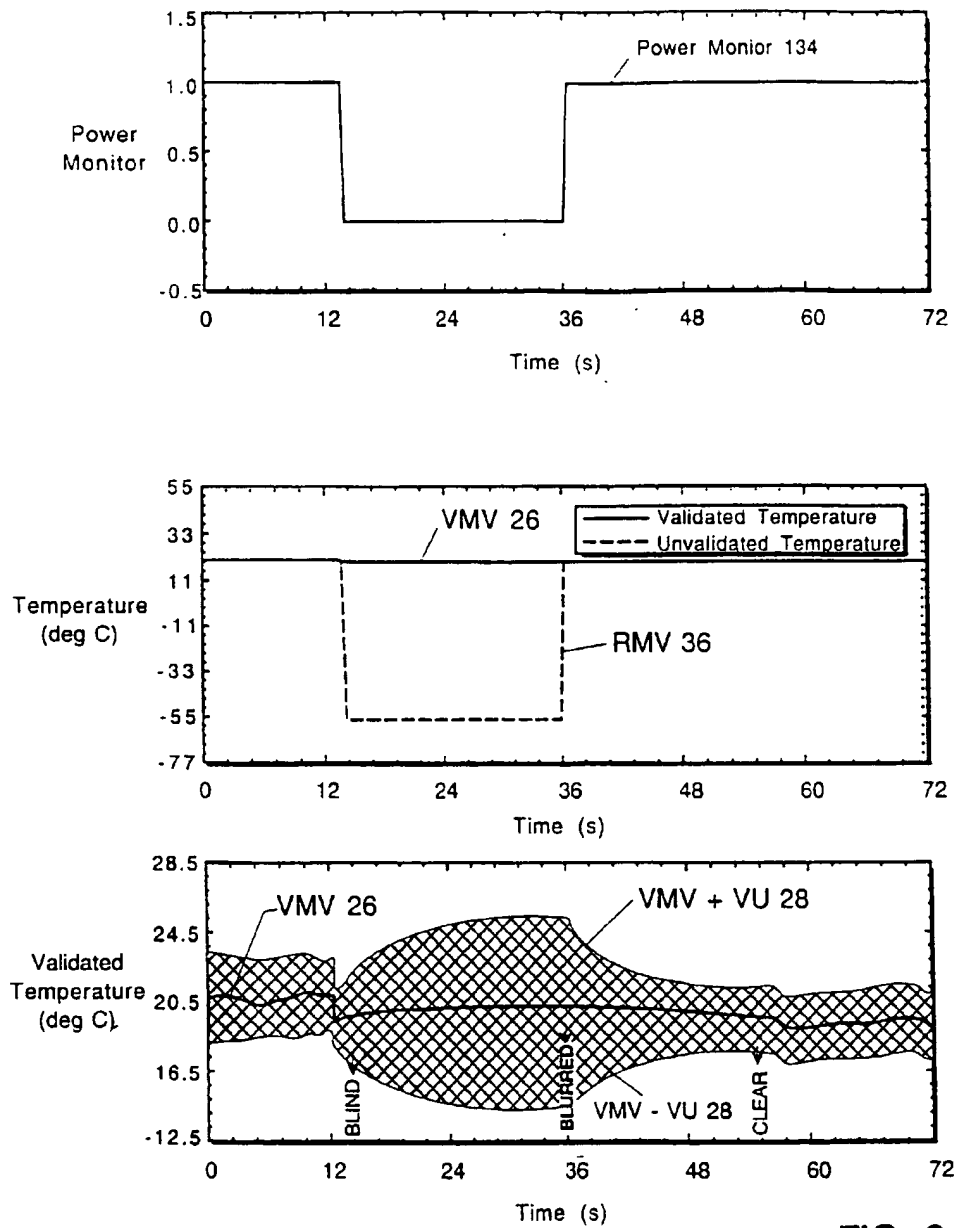 1.5
Power Monior 134
1.0
Power
Monitor
0.5
0.0
-0.5
0 12 24 36 48 60 72
Time (s)
55
VMV 26
Validated Temperature
33
Unvalidated Temperature
11
Temperature
(deg C)
-11
RMV 36
-33
-55
-77
0 12 24 36 48 60 72
Time (s)
28.5
VMV 26
VMV + VU 28
24.5
Validated
Temperature
(deg C)
20.5
16.5
BLIND
BLURRED
CLEAR
VMV - VU 28
-12.5
0 12 24 36 48 60 72
Time (s)